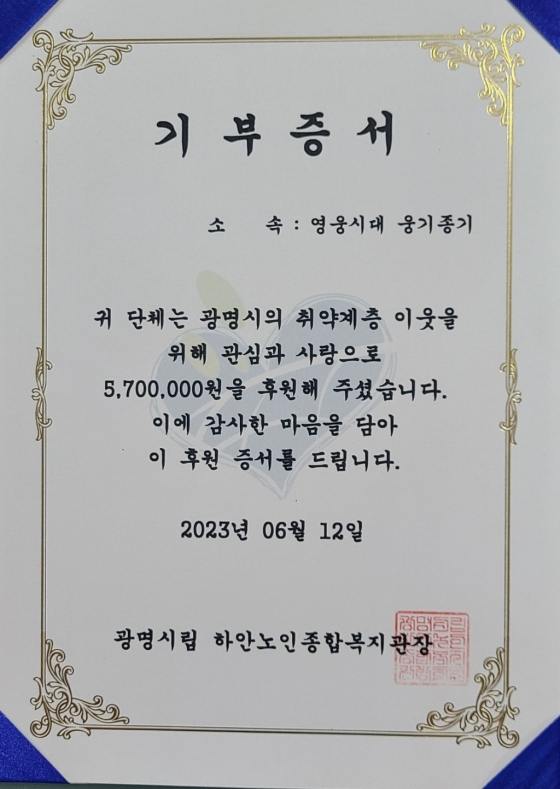 기 부 증 서
소 속 : 영웅시대 웅기종기
귀 단체는 광명시의 취약계층 이웃을
위해 관심과 사랑으로
5,700,000원을 후원해 주셨습니다.
이에 감사한 마음을 담아
이 후원 증서를 드립니다.
2023년 06월 12일
광명시립 하안노인종합복지관장